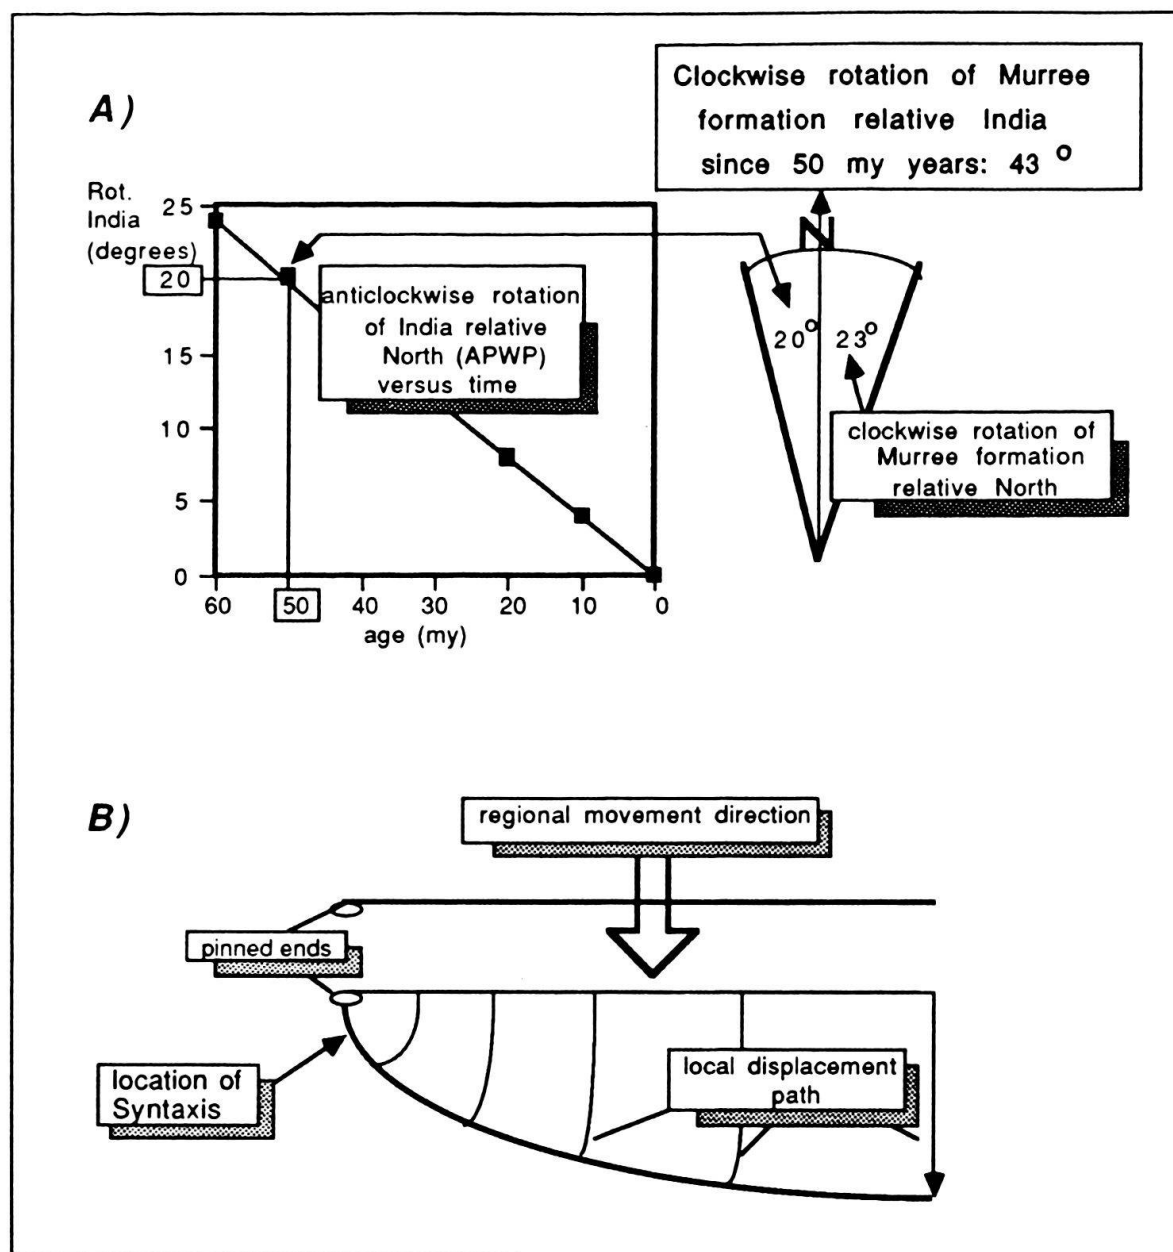 A)
Clockwise rotation of Murree
formation relative India
since 50 my years: 43 °
Rot.
India
(degrees)
25
20
15
10
5
0
60
50
40
30
20
10
0
age (my)
anticlockwise rotation
of India relative
North (APWP)
versus time
N
20°
23°
clockwise rotation of
Murree formation
relative North
B)
regional movement direction
pinned ends
location of
Syntaxis
local displacement
path